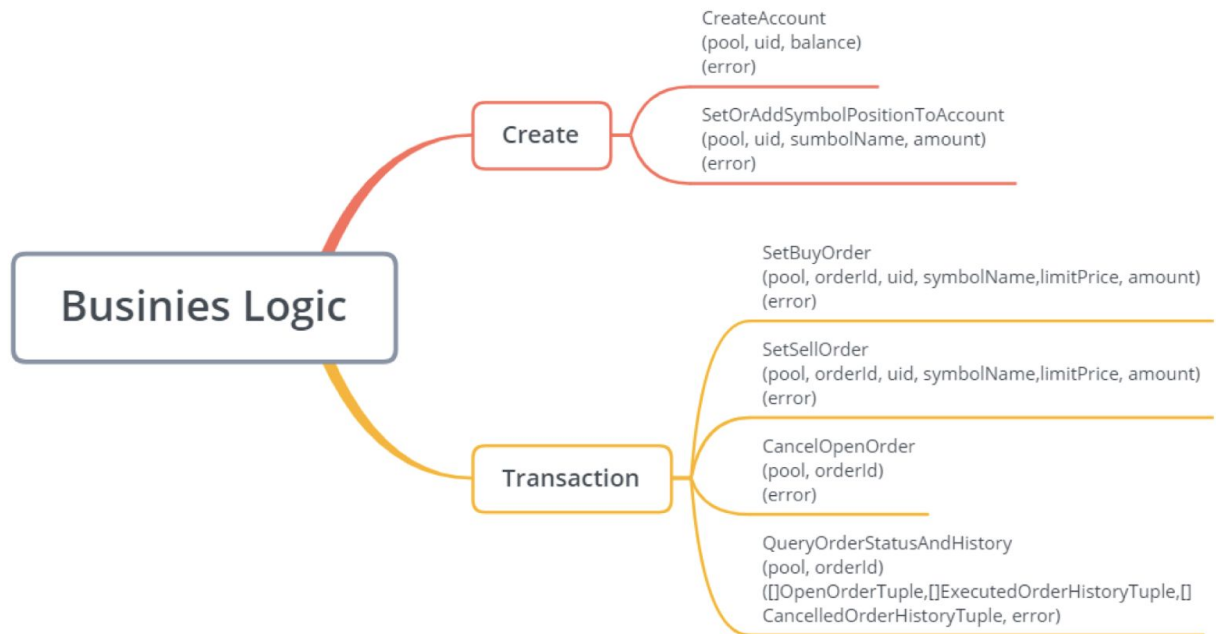 CreateAccount
(pool, uid, balance)
(error)
Create
SetOrAddSymbolPositionToAccount
(pool, uid, sumbolName, amount)
(error)
Businies Logic
SetBuyOrder
(pool, orderId, uid, symbolName,limitPrice, amount)
(error)
SetSellOrder
(pool, orderId, uid, symbolName,limitPrice, amount)
(error)
Transaction
CancelOpenOrder
(pool, orderId)
(error)
QueryOrderStatusAndHistory
(pool, orderId)
([]OpenOrderTuple,[]ExecutedOrderHistoryTuple,[]
CancelledOrderHistoryTuple, error)